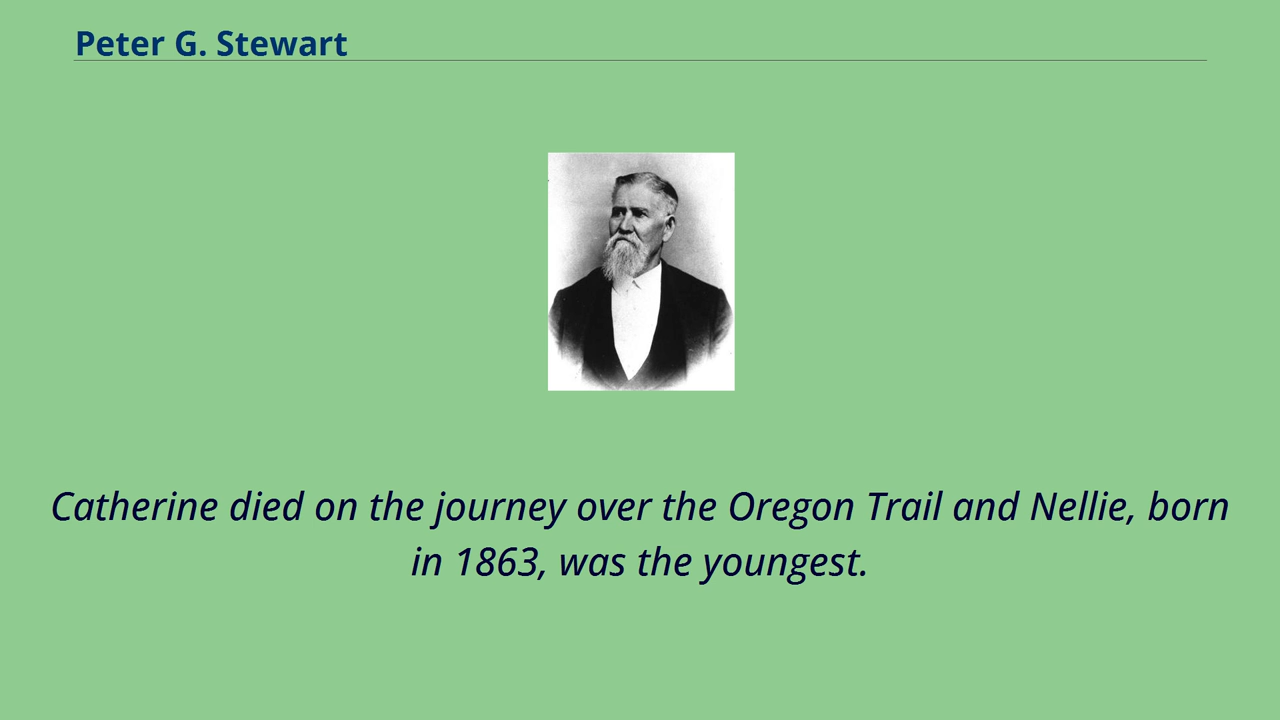 Peter G. Stewart
Catherine died on the journey over the Oregon Trail and Nellie, born
in 1863, was the youngest.